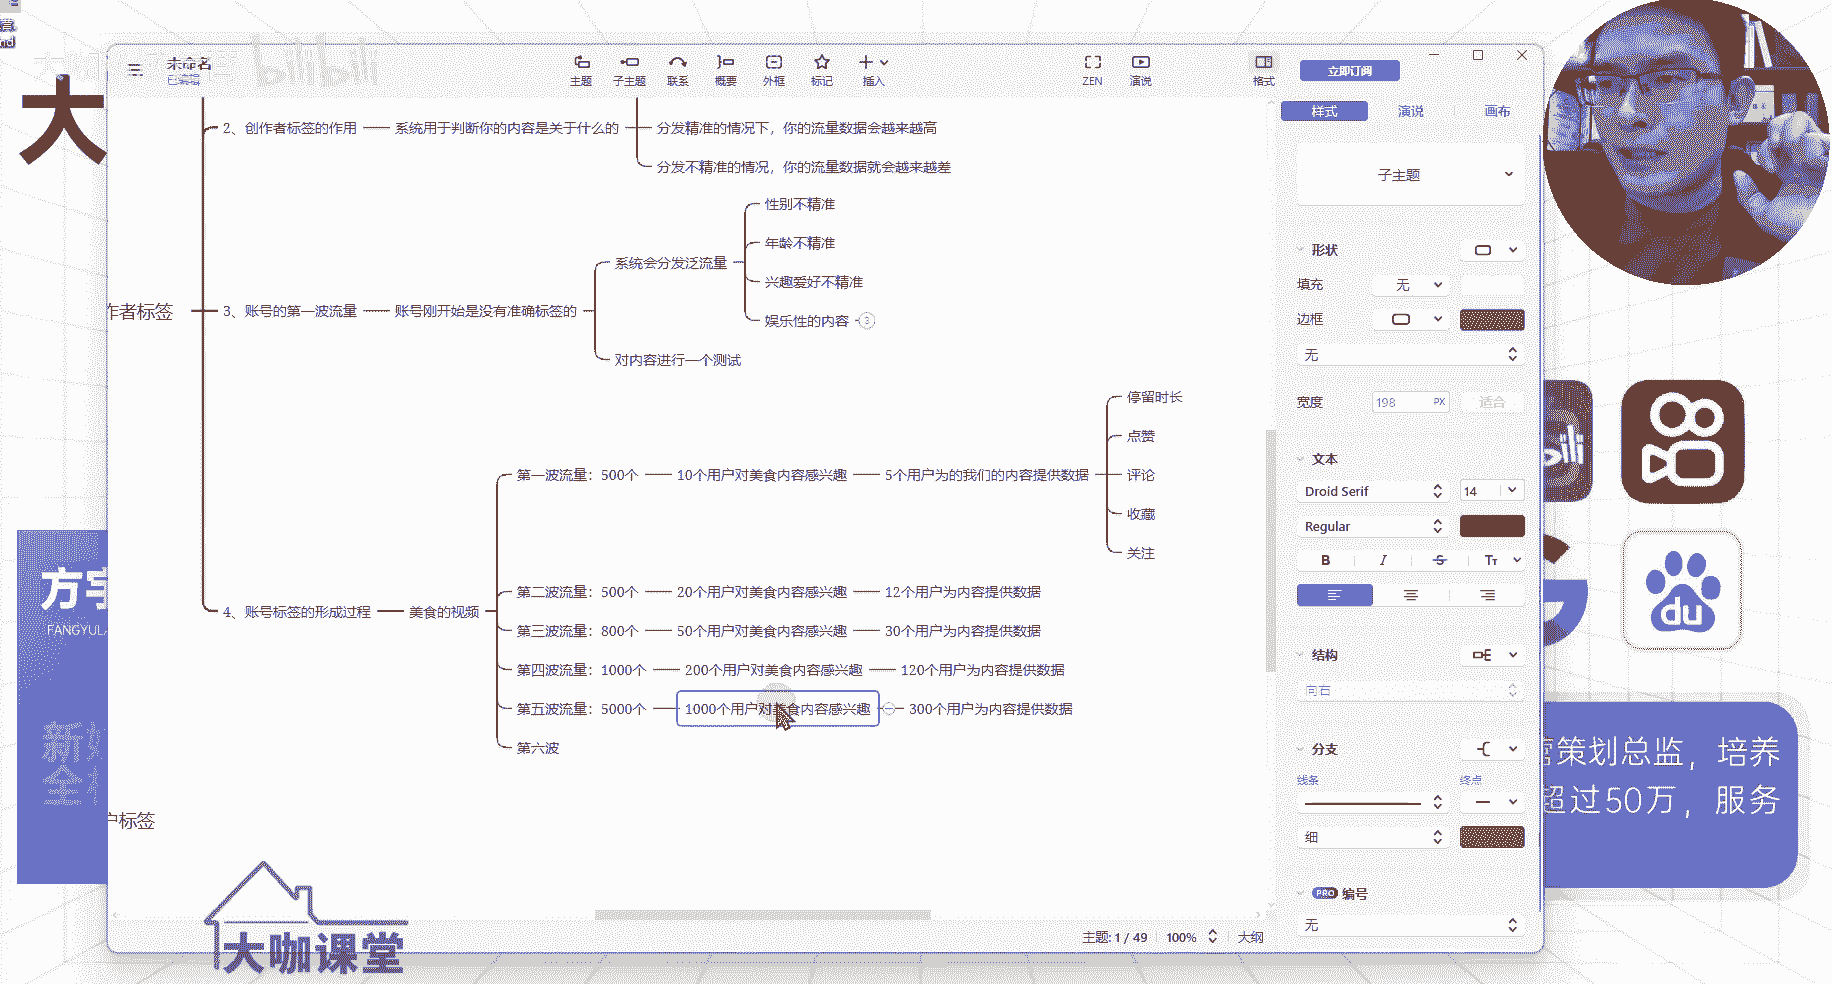 未命名
已编辑
bilibili
主题
子主题
联系
概要
外框
标记
插入
ZEN
演说
格式
立即订阅
大
2、创作者标签的作用
系统用于判断你的内容是关于什么的
分发精准的情况下，你的流量数据会越来越高
分发不精准的情况，你的流量数据就会越来越差
作者标签
3、账号的第一波流量
账号刚开始是没有准确标签的
系统会分发泛流量
性别不精准
年龄不精准
兴趣爱好不精准
娱乐性的内容
3
对内容进行一个测试
4、账号标签的形成过程
美食的视频
第一波流量：500个
10个用户对美食内容感兴趣
5个用户为的我们的内容提供数据
停留时长
点赞
评论
收藏
关注
第二波流量：500个
20个用户对美食内容感兴趣
12个用户为内容提供数据
第三波流量：800个
50个用户对美食内容感兴趣
30个用户为内容提供数据
第四波流量：1000个
200个用户对美食内容感兴趣
120个用户为内容提供数据
第五波流量：5000个
1000个用户对美食内容感兴趣
300个用户为内容提供数据
第六波
户标签
样式
演说
画布
子主题
形状
填充
无
边框
无
宽度
198
PX
适合
文本
Droid Serif
14
Regular
B
I
S
Tт
结构
向右
分支
线条
终点
细
PRO
编号
无
主题: 1 / 49
100%
大纲
方宇
FANGYUL
新
全
大咖课堂
du
营策划总监，培养
超过50万，服务